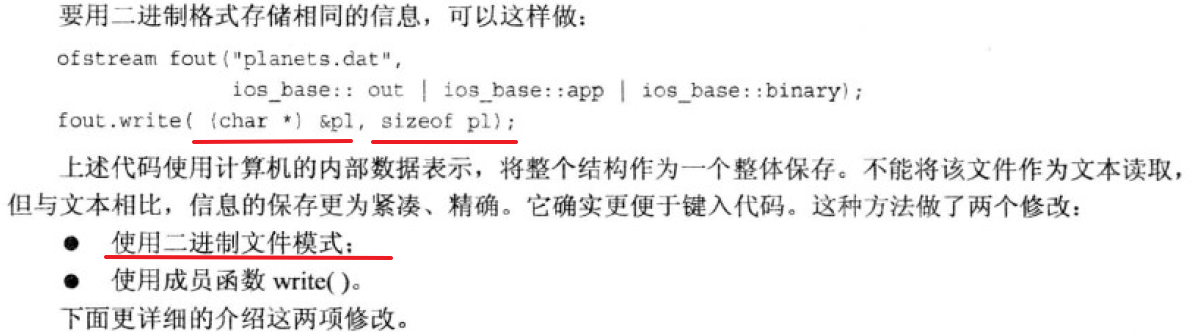 要用二进制格式存储相同的信息，可以这样做：
ofstream fout("planets.dat",
ios_base:: out | ios_base::app | ios_base::binary);
fout.write( (char *) &pl, sizeof pl);
上述代码使用计算机的内部数据表示，将整个结构作为一个整体保存。不能将该文件作为文本读取，
但与文本相比，信息的保存更为紧凑、精确。它确实更便于键入代码。这种方法做了两个修改：
● 使用二进制文件模式；
● 使用成员函数 write( )。
下面更详细的介绍这两项修改。